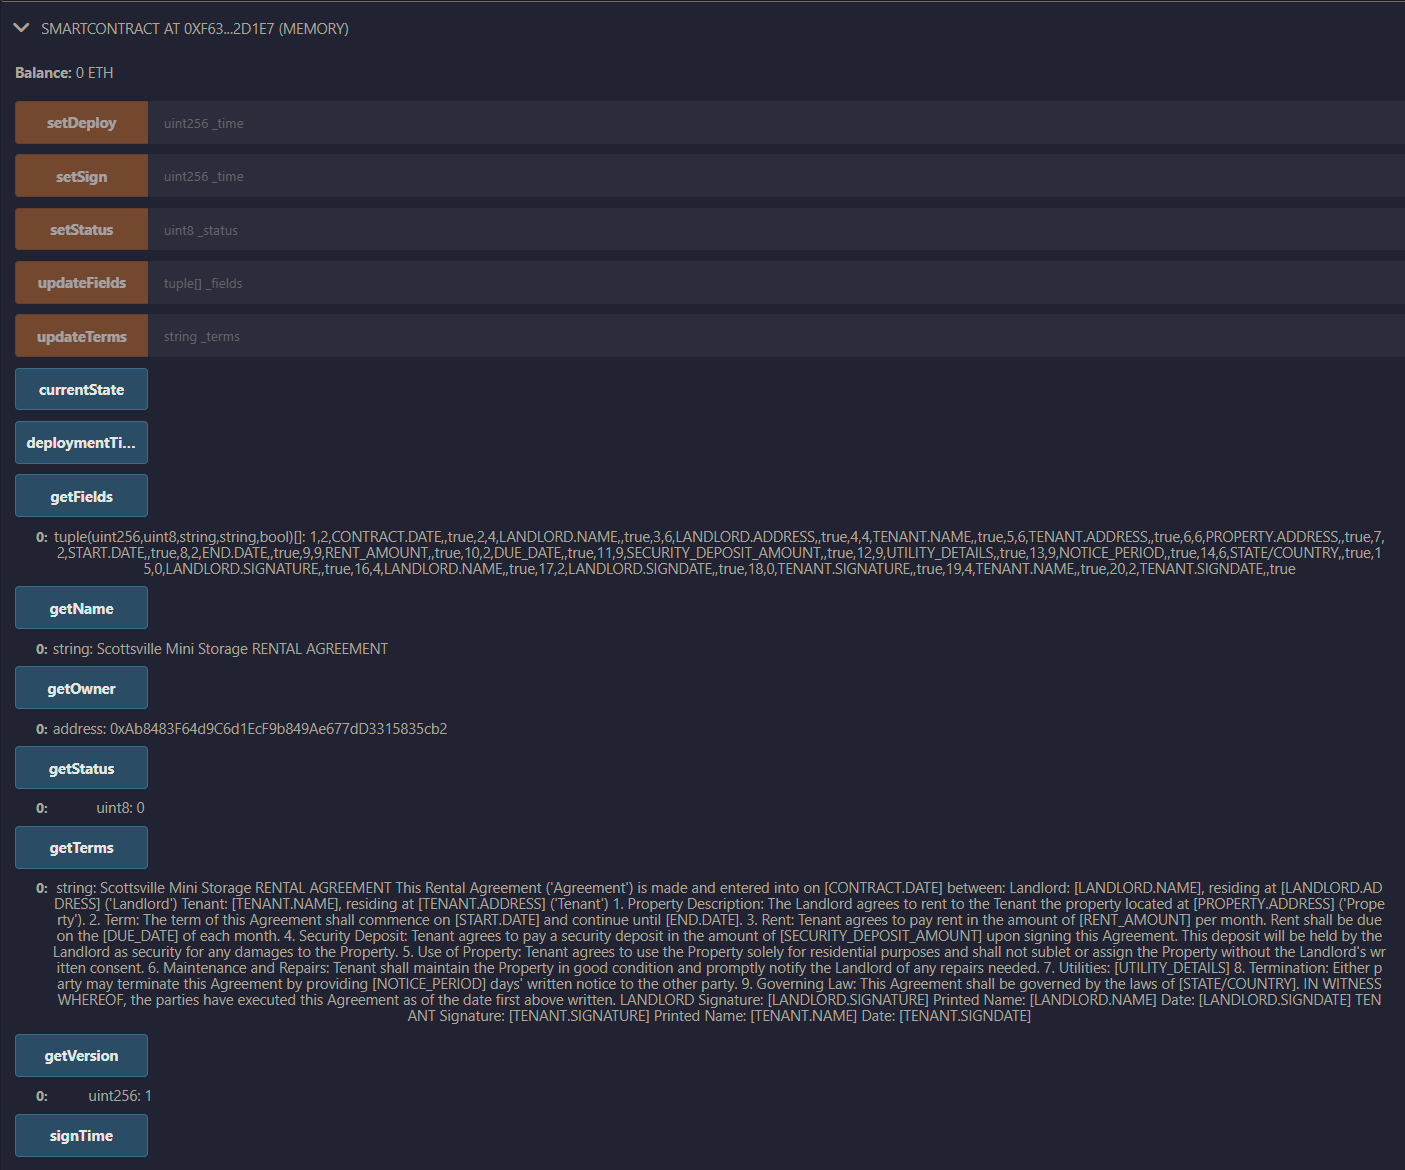 SMARTCONTRACT AT 0XF63...2D1E7 (MEMORY)
Balance: 0 ETH
setDeploy uint256 _time
setSign uint256 _time
setStatus uint8 _status
updateFields tuple[] _fields
updateTerms string _terms
currentState
deploymentTi...
getFields
0: tuple(uint256,uint8,string,string,bool)[]: 1,2,CONTRACT.DATE,,true,2,4,LANDLORD.NAME,,true,3,6,LANDLORD.ADDRESS,,true,4,4,TENANT.NAME,,true,5,6,TENANT.ADDRESS,,true,6,6,PROPERTY.ADDRESS,,true,7,
2,START.DATE,,true,8,2,END.DATE,,true,9,9,RENT_AMOUNT,,true,10,2,DUE_DATE,,true,11,9,SECURITY_DEPOSIT_AMOUNT,,true,12,9,UTILITY_DETAILS,,true,13,9,NOTICE_PERIOD,,true,14,6,STATE/COUNTRY,,true,1
5,0,LANDLORD.SIGNATURE,,true,16,4,LANDLORD.NAME,,true,17,2,LANDLORD.SIGNDATE,,true,18,0,TENANT.SIGNATURE,,true,19,4,TENANT.NAME,,true,20,2,TENANT.SIGNDATE,,true
getName
0: string: Scottsville Mini Storage RENTAL AGREEMENT
getOwner
0: address: 0xAb8483F64d9C6d1EcF9b849Ae677dD3315835cb2
getStatus
0: uint8: 0
getTerms
0: string: Scottsville Mini Storage RENTAL AGREEMENT This Rental Agreement ('Agreement') is made and entered into on [CONTRACT.DATE] between: Landlord: [LANDLORD.NAME], residing at [LANDLORD.AD
DRESS] ('Landlord') Tenant: [TENANT.NAME], residing at [TENANT.ADDRESS] ('Tenant') 1. Property Description: The Landlord agrees to rent to the Tenant the property located at [PROPERTY.ADDRESS] ('Prope
rty'). 2. Term: The term of this Agreement shall commence on [START.DATE] and continue until [END.DATE]. 3. Rent: Tenant agrees to pay rent in the amount of [RENT_AMOUNT] per month. Rent shall be due
on the [DUE_DATE] of each month. 4. Security Deposit: Tenant agrees to pay a security deposit in the amount of [SECURITY_DEPOSIT_AMOUNT] upon signing this Agreement. This deposit will be held by the
Landlord as security for any damages to the Property. 5. Use of Property: Tenant agrees to use the Property solely for residential purposes and shall not sublet or assign the Property without the Landlord's wr
itten consent. 6. Maintenance and Repairs: Tenant shall maintain the Property in good condition and promptly notify the Landlord of any repairs needed. 7. Utilities: [UTILITY_DETAILS] 8. Termination: Either p
arty may terminate this Agreement by providing [NOTICE_PERIOD] days' written notice to the other party. 9. Governing Law: This Agreement shall be governed by the laws of [STATE/COUNTRY]. IN WITNESS
WHEREOF, the parties have executed this Agreement as of the date first above written. LANDLORD Signature: [LANDLORD.SIGNATURE] Printed Name: [LANDLORD.NAME] Date: [LANDLORD.SIGNDATE] TEN
ANT Signature: [TENANT.SIGNATURE] Printed Name: [TENANT.NAME] Date: [TENANT.SIGNDATE]
getVersion
0: uint256: 1
signTime